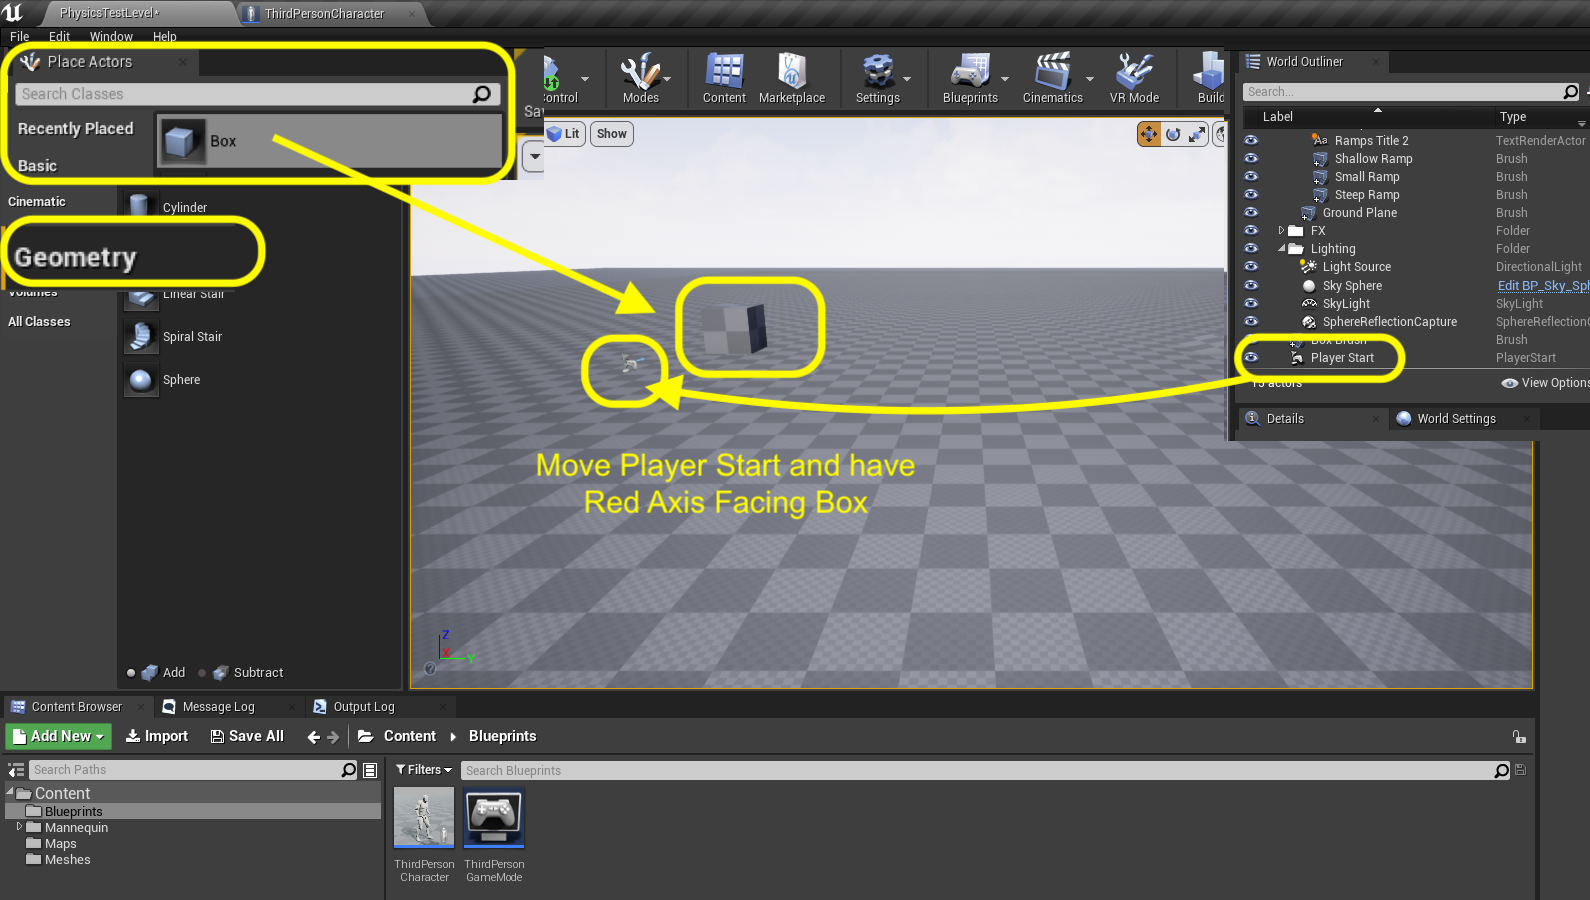 PhysicsTestLevel*
ThirdPersonCharacter
File Edit Window Help
Place Actors
Search Classes
Recently Placed
Basic
Box
Cinematic
Cylinder
Geometry
Volumes
Linear Stair
All Classes
Spiral Stair
Sphere
Add
Subtract
Modes
Content
Marketplace
Settings
Blueprints
Cinematics
VR Mode
Build
Lit
Show
Move Player Start and have
Red Axis Facing Box
Z
X
Y
World Outliner
Search...
Label Type
Ramps Title 2 TextRenderActor
Shallow Ramp Brush
Small Ramp Brush
Steep Ramp Brush
Ground Plane Brush
FX Folder
Lighting Folder
Light Source DirectionalLight
Sky Sphere Edit BP_Sky_Sph
SkyLight SkyLight
SphereReflectionCapture SphereReflectionC
Box Brush Brush
Player Start PlayerStart
actors
View Options
Details
World Settings
Content Browser
Message Log
Output Log
Add New
Import
Save All
Content
Blueprints
Search Paths
Filters
Search Blueprints
Content
Blueprints
Mannequin
Maps
Meshes
ThirdPerson
Character
ThirdPerson
GameMode